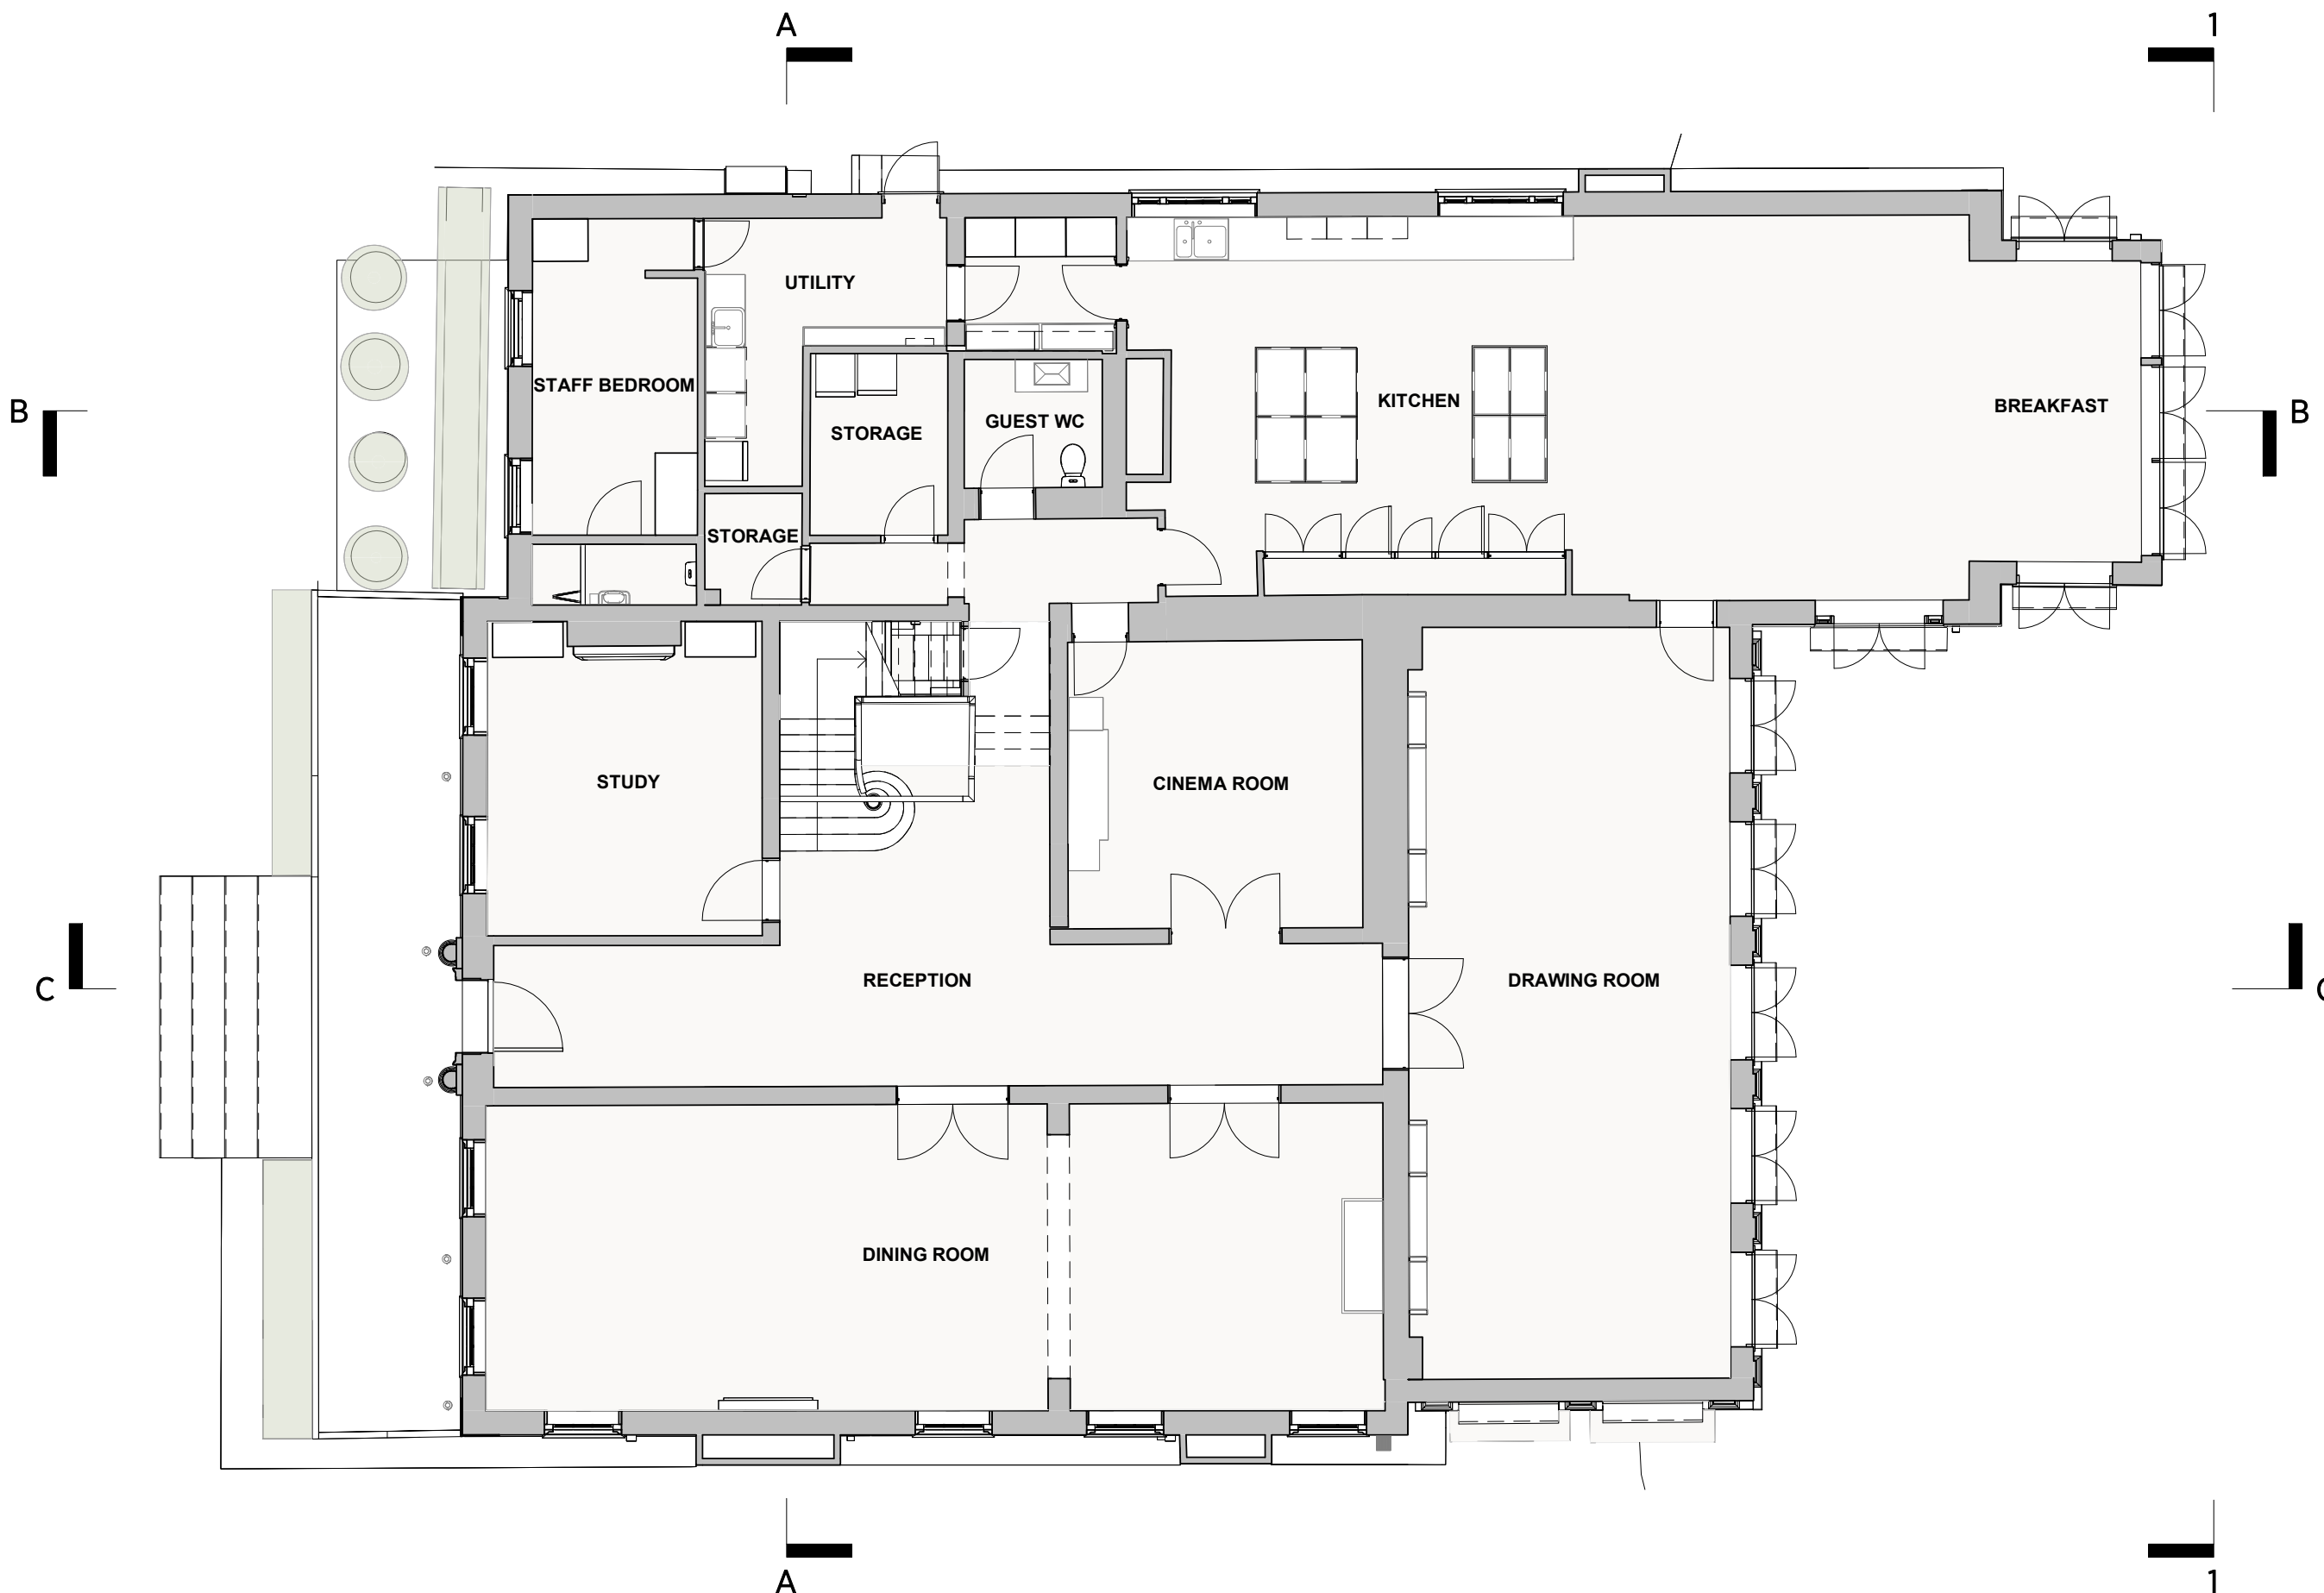 A
1
UTILITY
STAFF BEDROOM
KITCHEN
B
BREAKFAST
B
GUEST WC
STORAGE
STORAGE
STUDY
CINEMA ROOM
RECEPTION
DRAWING ROOM
C
DINING ROOM
A
1